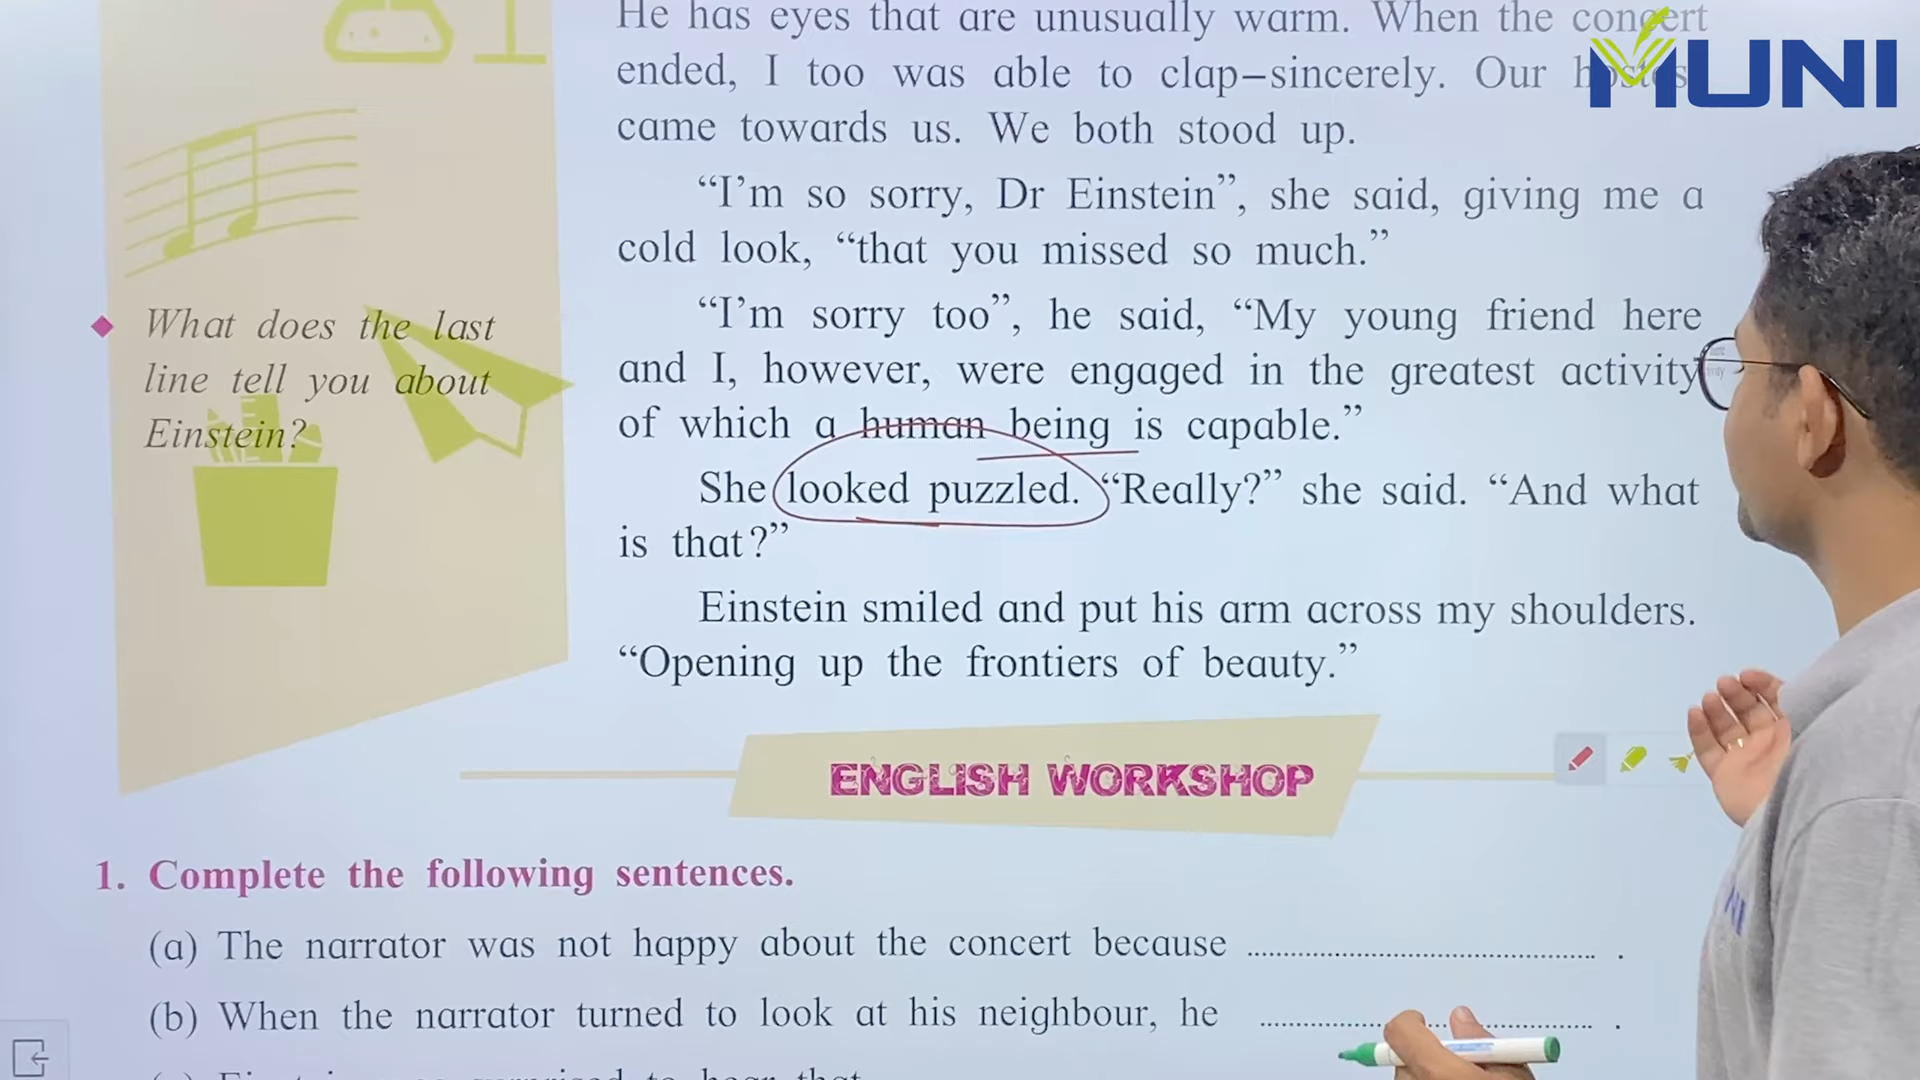 He has eyes that are unusually warm. When the concert
ended, I too was able to clap–sincerely. Our hostess
MUNI
came towards us. We both stood up.
“I’m so sorry, Dr Einstein”, she said, giving me a
cold look, “that you missed so much.”
“I’m sorry too”, he said, “My young friend here
and I, however, were engaged in the greatest activity
of which a human being is capable.”
She looked puzzled. “Really?” she said. “And what
is that?”
Einstein smiled and put his arm across my shoulders.
“Opening up the frontiers of beauty.”
What does the last
line tell you about
Einstein?
ENGLISH WORKSHOP
1. Complete the following sentences.
(a) The narrator was not happy about the concert because .................... .
(b) When the narrator turned to look at his neighbour, he .................... .